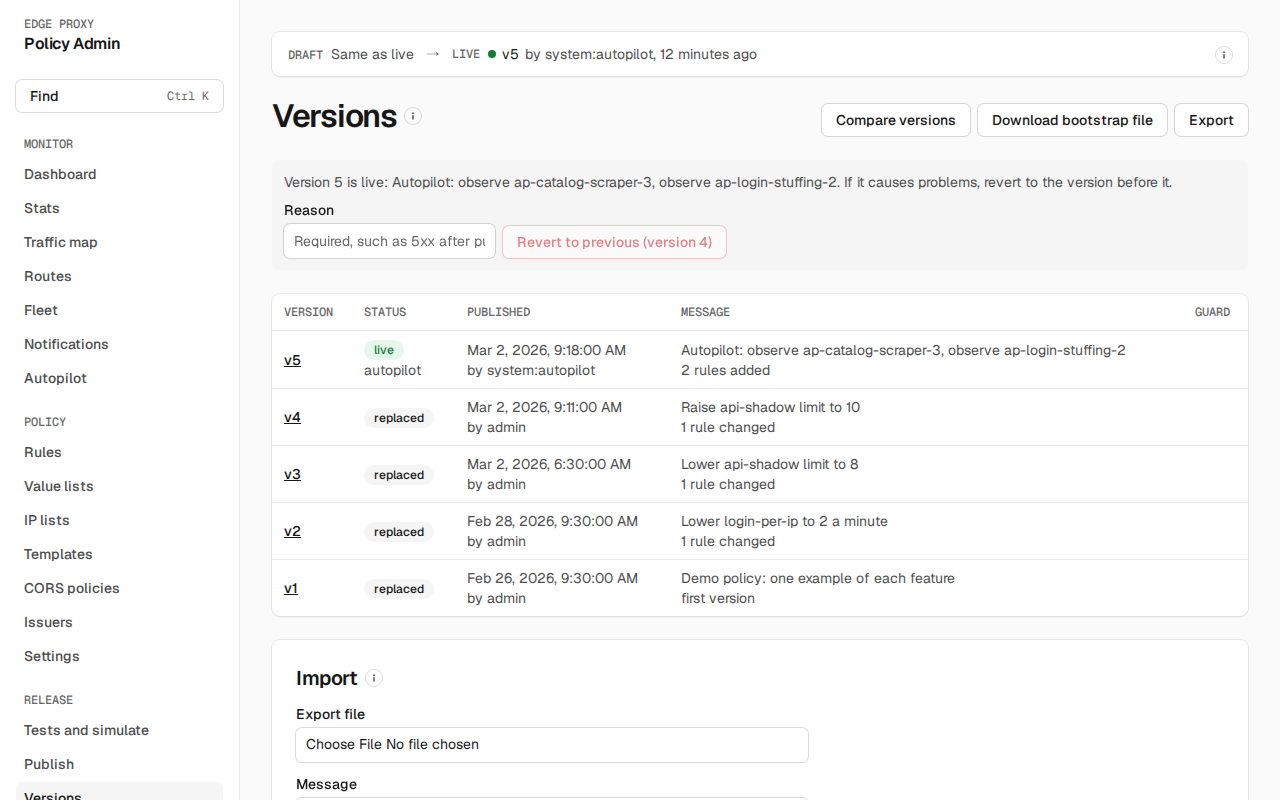 EDGE PROXY
Policy Admin
Find Ctrl K
MONITOR
Dashboard
Stats
Traffic map
Routes
Fleet
Notifications
Autopilot
POLICY
Rules
Value lists
IP lists
Templates
CORS policies
Issuers
Settings
RELEASE
Tests and simulate
Publish
Versions
DRAFT Same as live → LIVE v5 by system:autopilot, 12 minutes ago
Versions
Compare versions
Download bootstrap file
Export
Version 5 is live: Autopilot: observe ap-catalog-scraper-3, observe ap-login-stuffing-2. If it causes problems, revert to the version before it.
Reason
Required, such as 5xx after pu
Revert to previous (version 4)
VERSION STATUS PUBLISHED MESSAGE GUARD
v5 live autopilot Mar 2, 2026, 9:18:00 AM by system:autopilot Autopilot: observe ap-catalog-scraper-3, observe ap-login-stuffing-2 2 rules added
v4 replaced Mar 2, 2026, 9:11:00 AM by admin Raise api-shadow limit to 10 1 rule changed
v3 replaced Mar 2, 2026, 6:30:00 AM by admin Lower api-shadow limit to 8 1 rule changed
v2 replaced Feb 28, 2026, 9:30:00 AM by admin Lower login-per-ip to 2 a minute 1 rule changed
v1 replaced Feb 26, 2026, 9:30:00 AM by admin Demo policy: one example of each feature first version
Import
Export file
Choose File No file chosen
Message